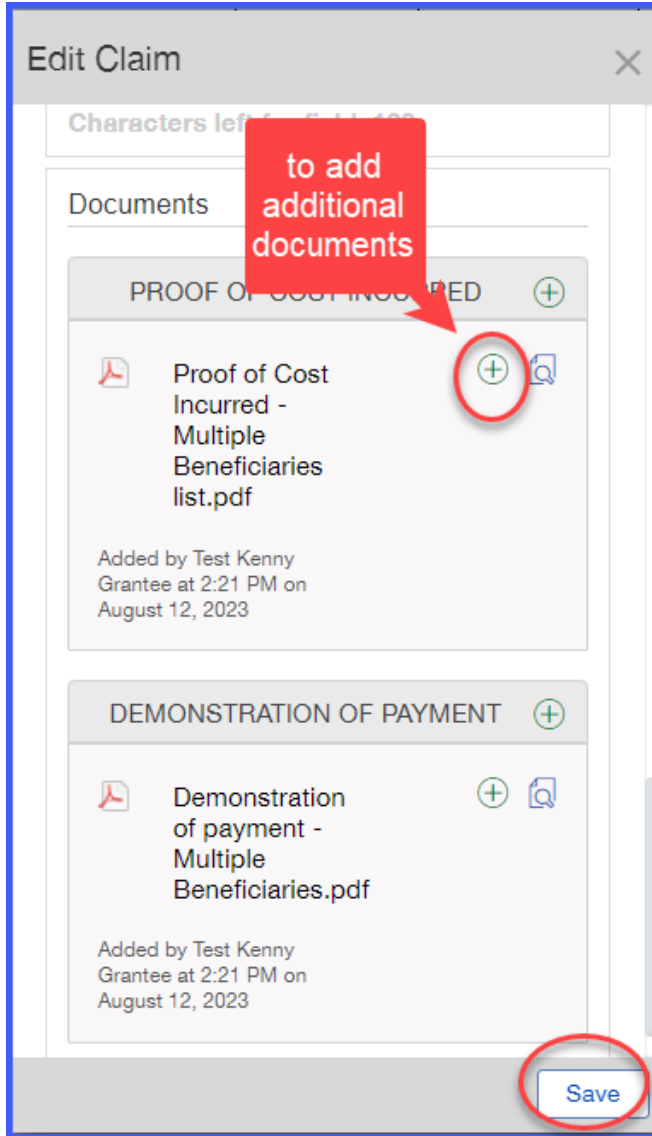 Edit Claim
Characters left
to add
additional
documents
Documents
PROOF OF COST INCURRED
Proof of Cost
Incurred -
Multiple
Beneficiaries
list.pdf
Added by Test Kenny
Grantee at 2:21 PM on
August 12, 2023
DEMONSTRATION OF PAYMENT
Demonstration
of payment -
Multiple
Beneficiaries.pdf
Added by Test Kenny
Grantee at 2:21 PM on
August 12, 2023
Save